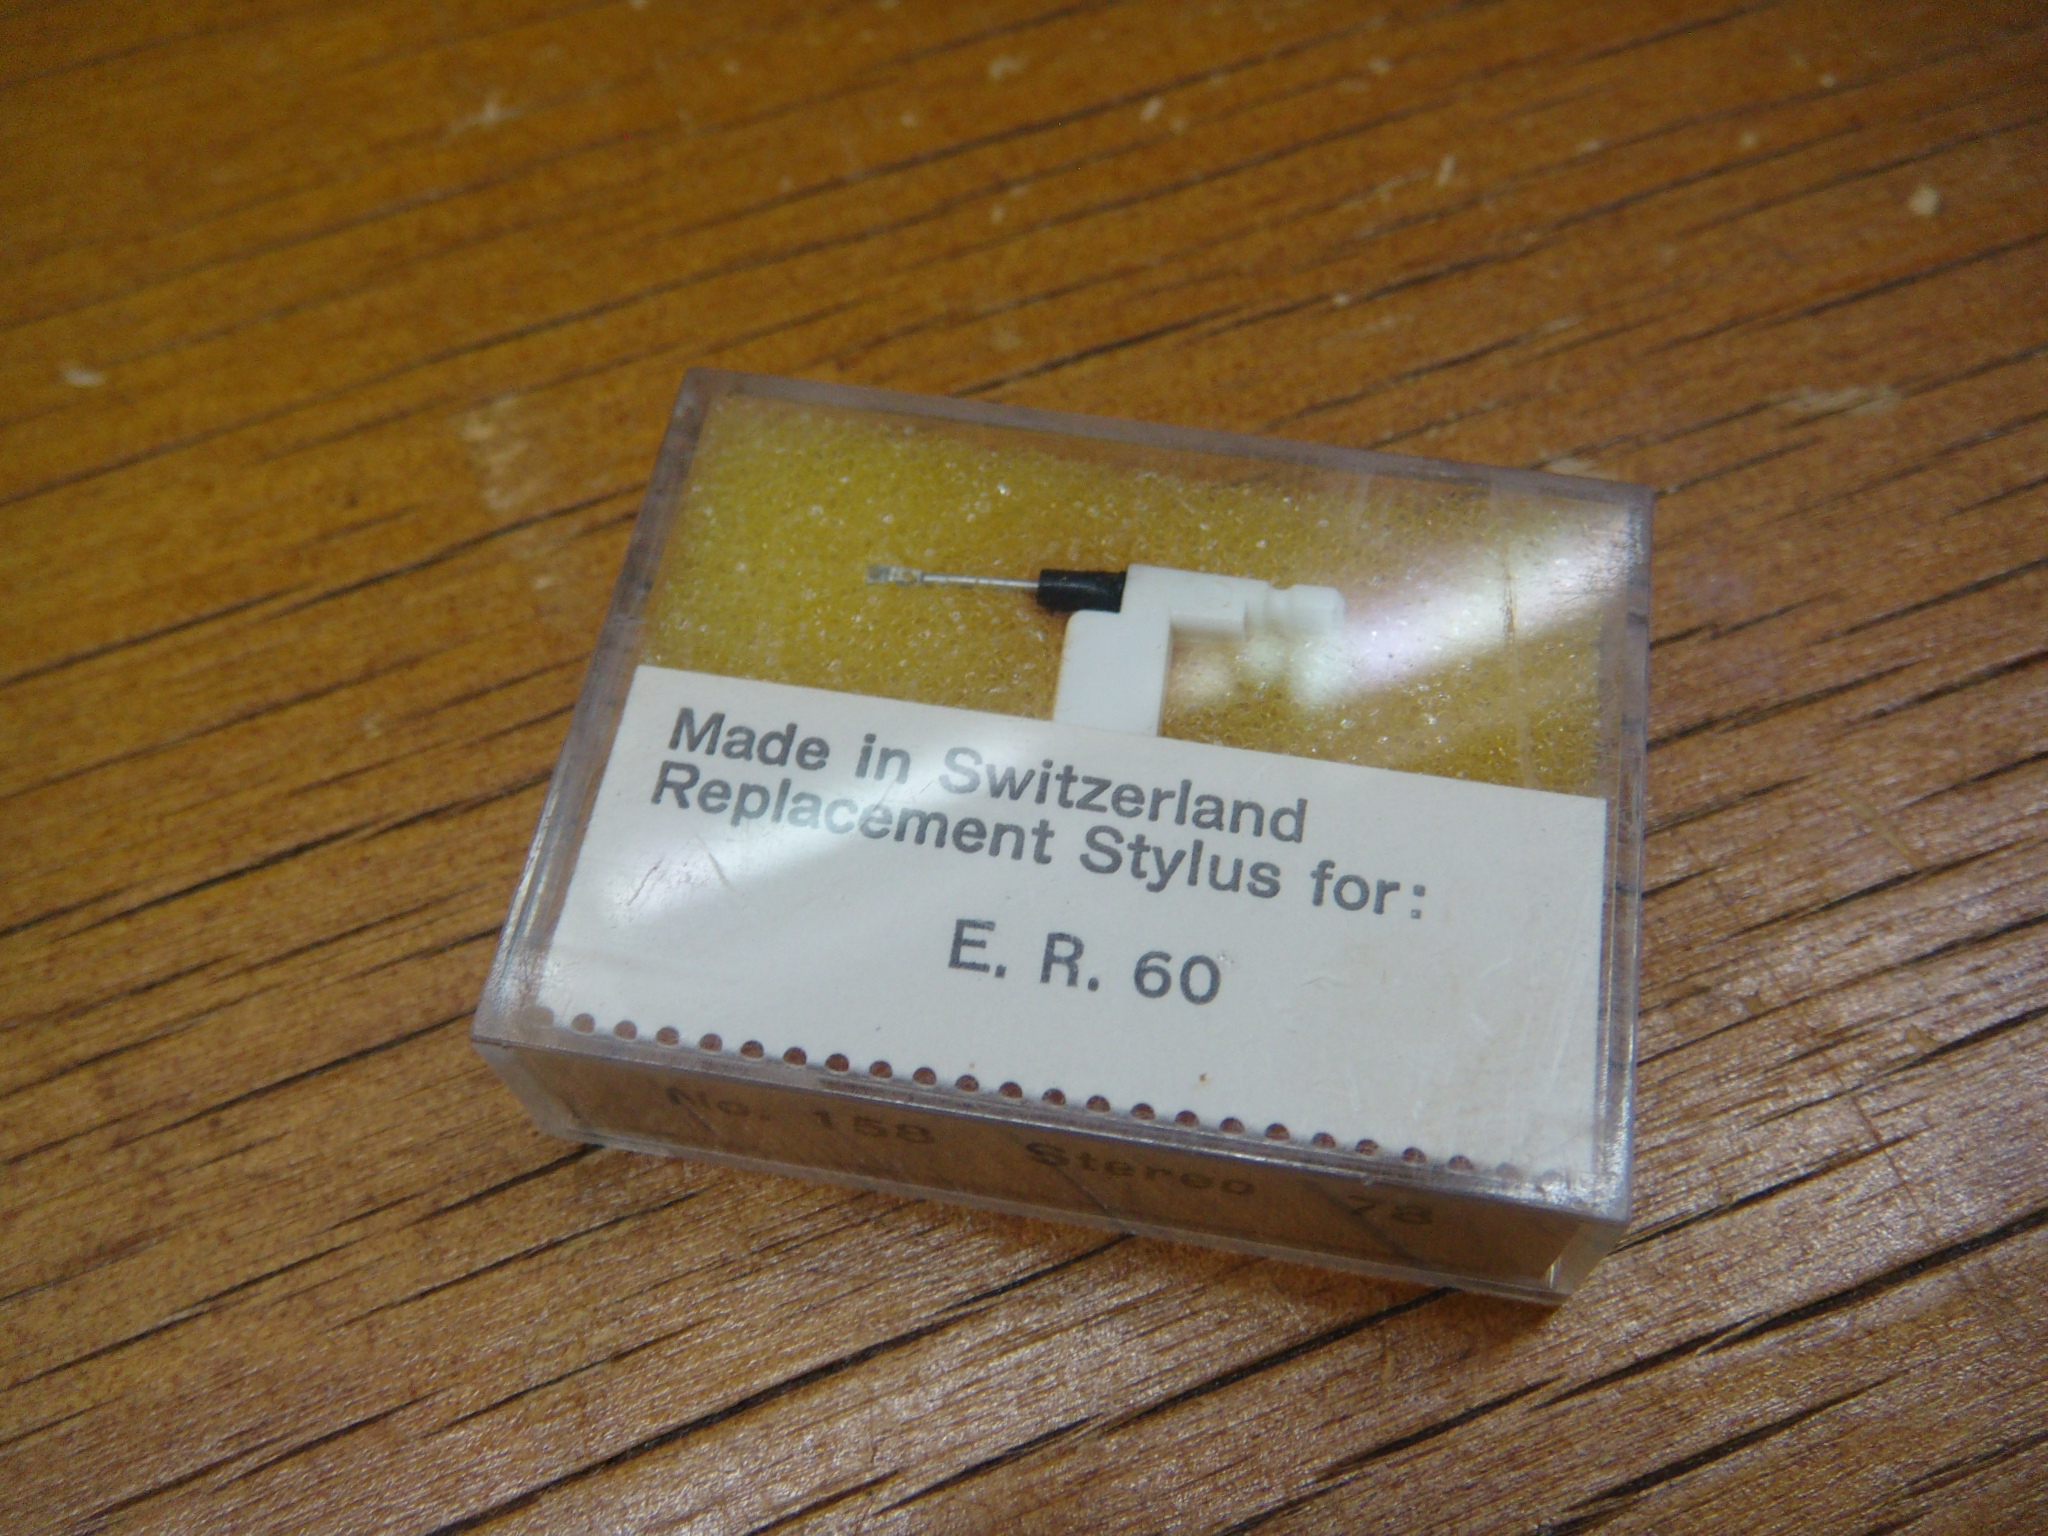 Made in Switzerland
Replacement Stylus for:
E. R. 60
No. 158 Stereo 78